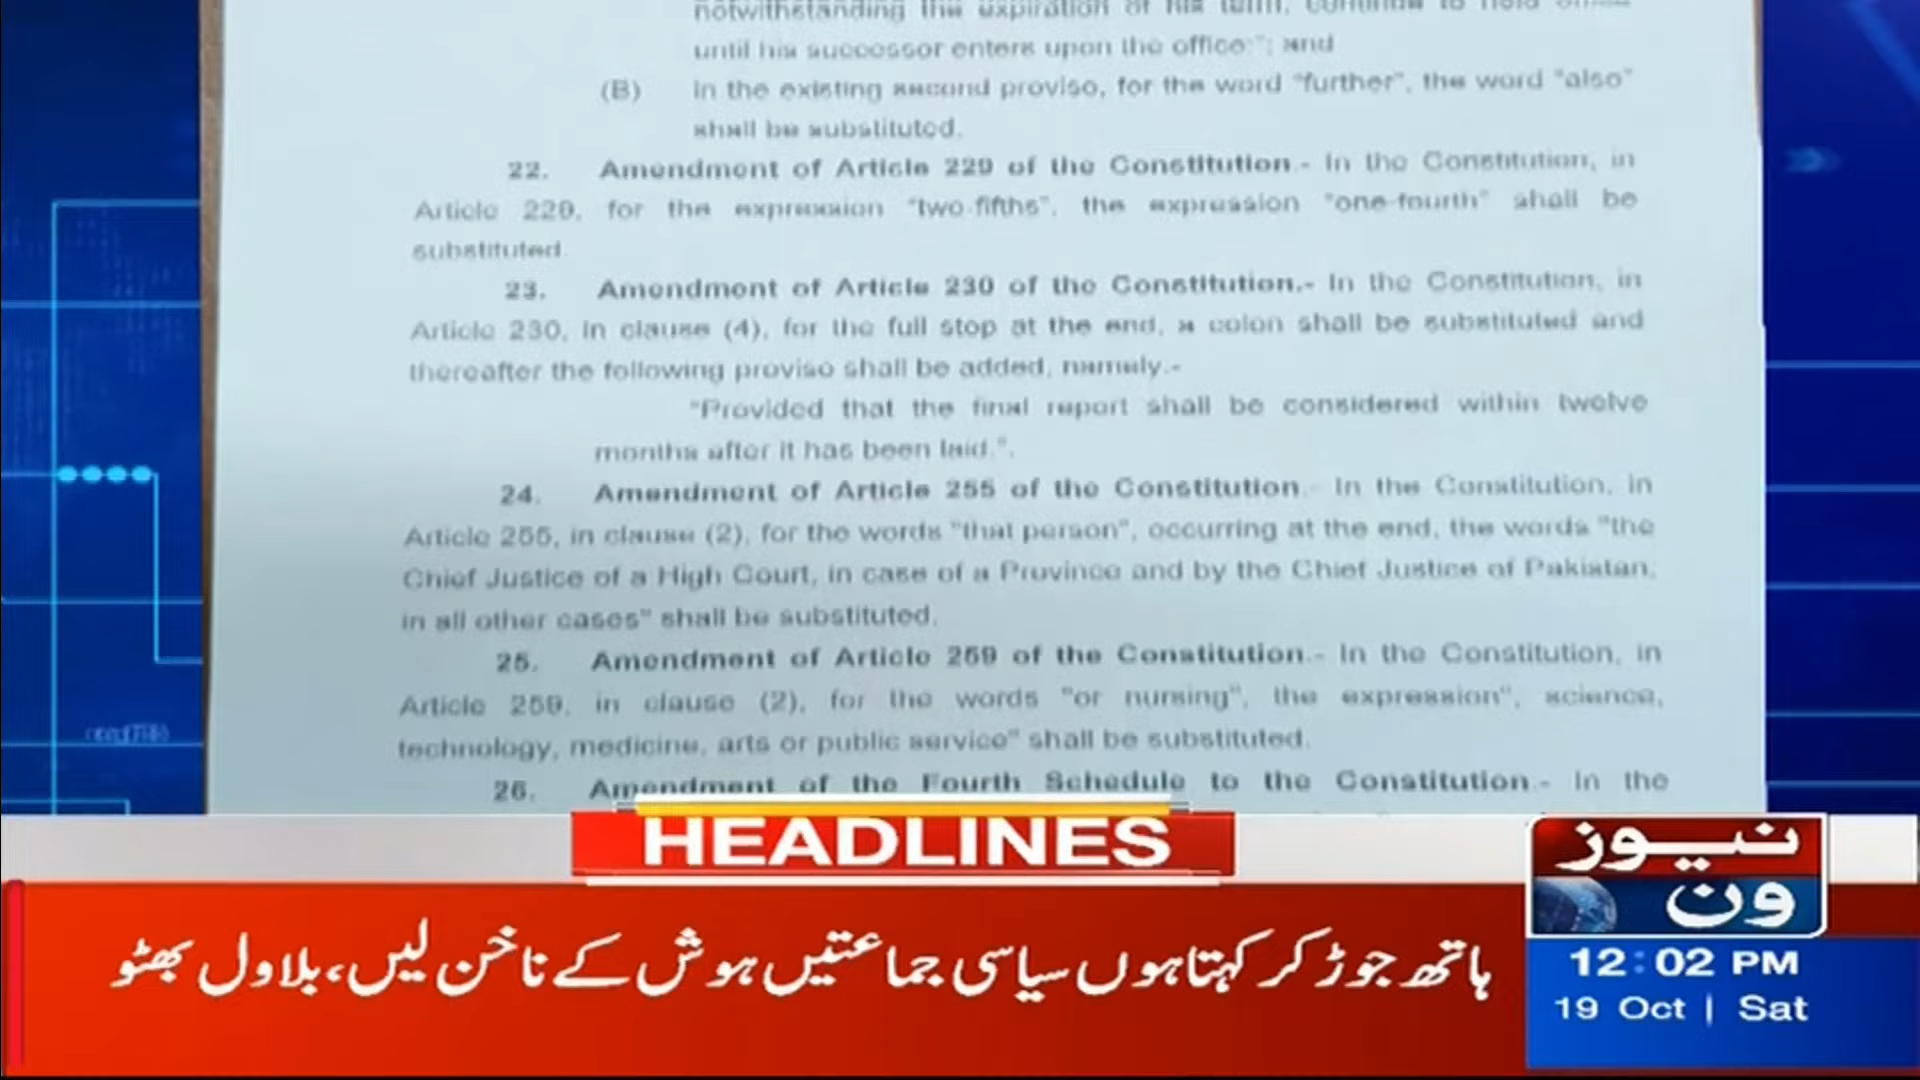 notwithstanding the expiration of his term, continue to hold office
until his successor enters upon the office:"; and
(B) in the existing second proviso, for the word "further", the word "also"
shall be substituted.
22. Amendment of Article 229 of the Constitution.- In the Constitution, in
Article 229, for the expression "two-fifths", the expression "one-fourth" shall be
substituted.
23. Amendment of Article 230 of the Constitution.- In the Constitution, in
Article 230, in clause (4), for the full stop at the end, a colon shall be substituted and
thereafter the following proviso shall be added, namely.-
"Provided that the final report shall be considered within twelve
months after it has been laid.".
24. Amendment of Article 255 of the Constitution.- In the Constitution, in
Article 255, in clause (2), for the words "that person", occurring at the end, the words "the
Chief Justice of a High Court, in case of a Province and by the Chief Justice of Pakistan,
in all other cases" shall be substituted.
25. Amendment of Article 259 of the Constitution.- In the Constitution, in
Article 259, in clause (2), for the words "or nursing", the expression", science,
technology, medicine, arts or public service" shall be substituted.
26. Amendment of the Fourth Schedule to the Constitution.- In the
HEADLINES
نیوز
ون
ہاتھ جوڑ کر کہتا ہوں سیاسی جماعتیں ہوش کے ناخن لیں، بلاول بھٹو
12:02 PM
19 Oct | Sat